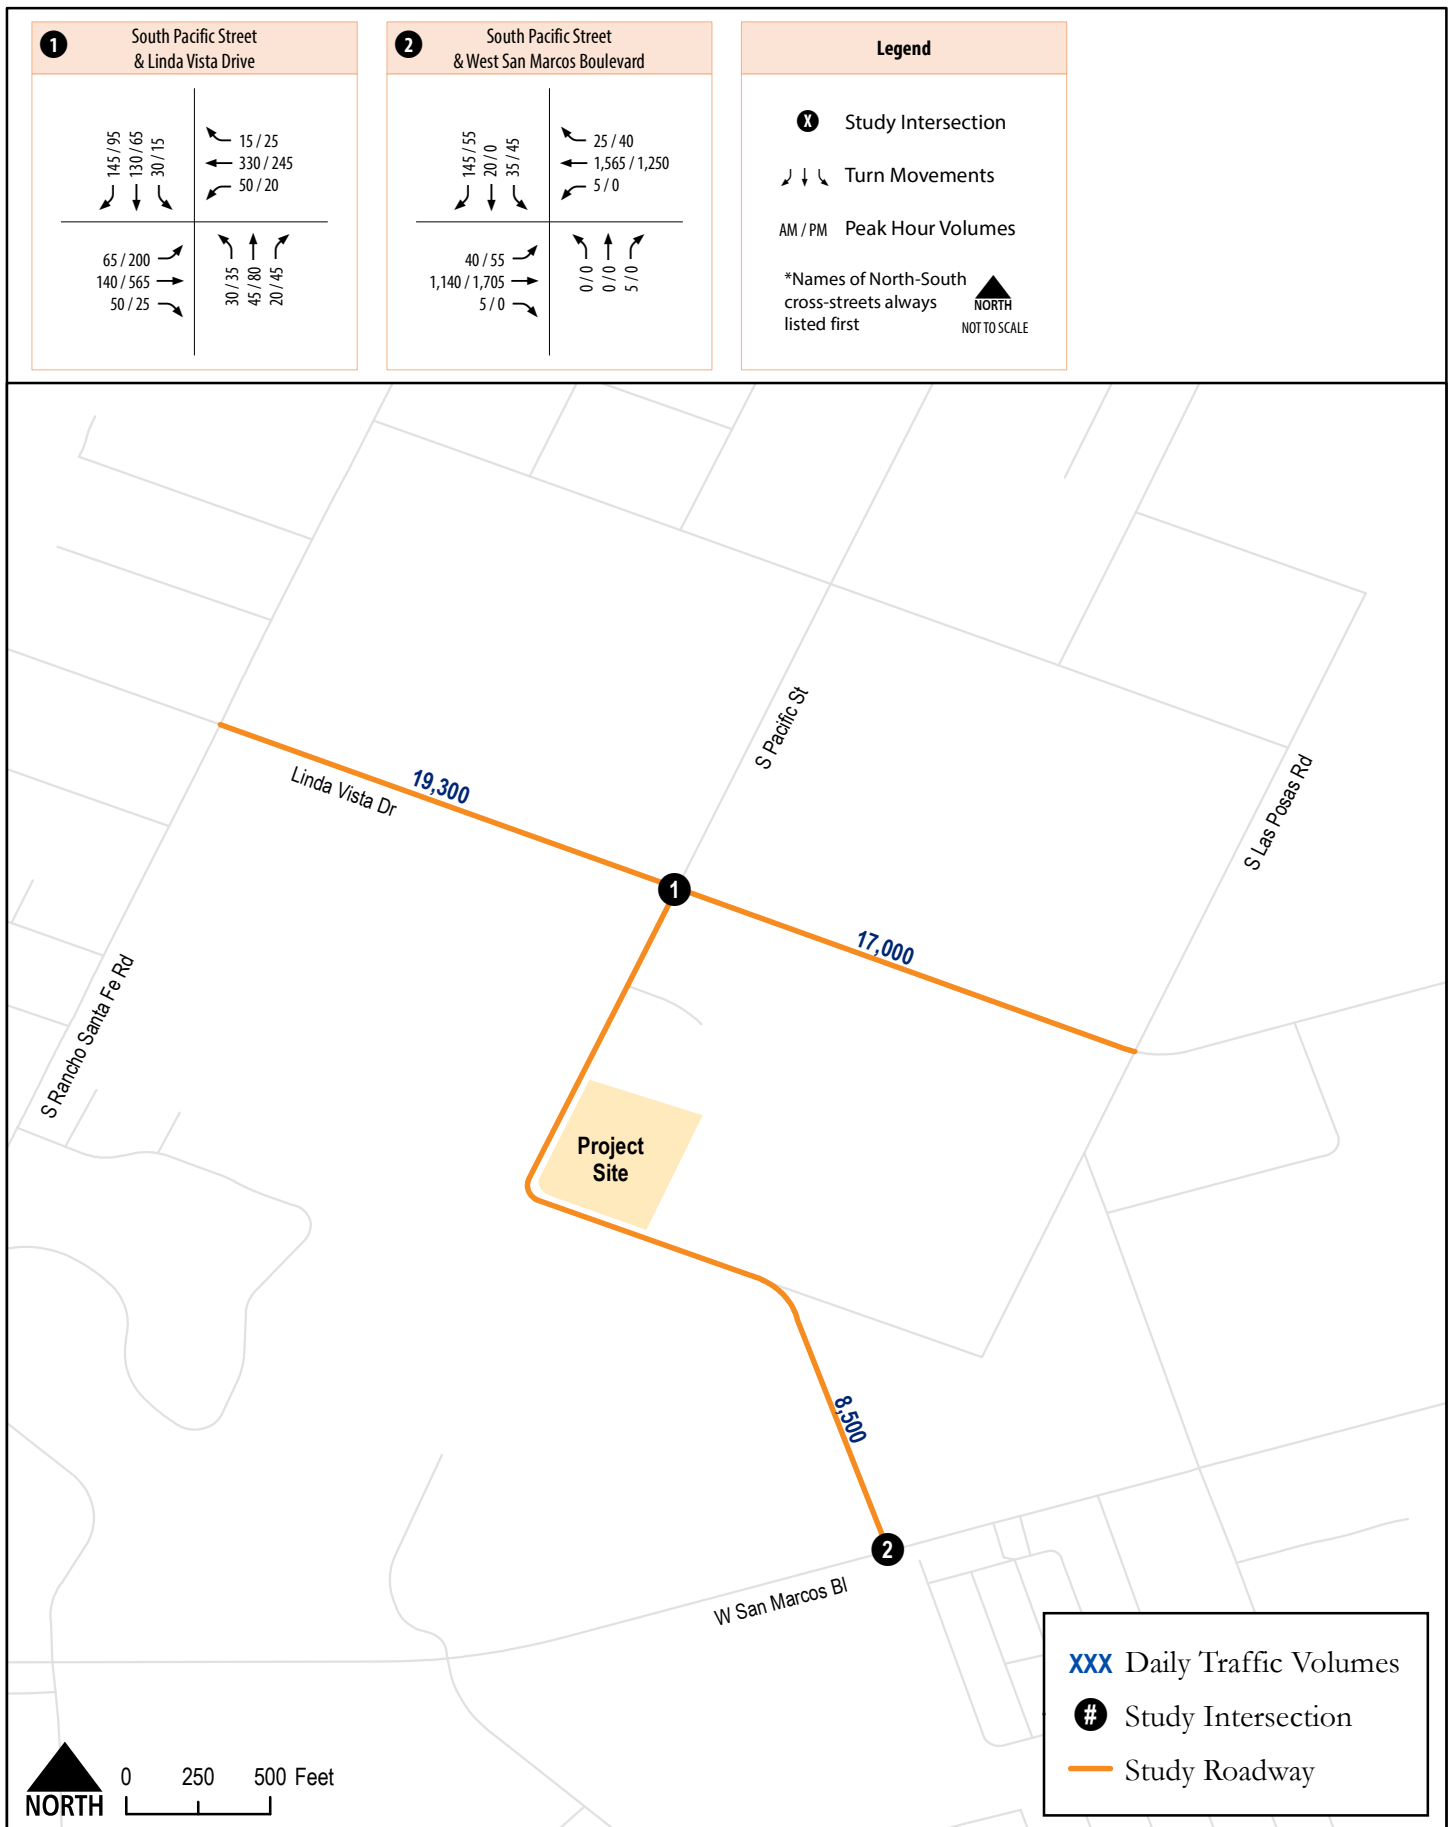 1
South Pacific Street
& Linda Vista Drive
145 / 95
130 / 65
30 / 15
15 / 25
330 / 245
50 / 20
65 / 200
140 / 565
50 / 25
30 / 35
45 / 80
20 / 45
2
South Pacific Street
& West San Marcos Boulevard
145 / 55
20 / 0
35 / 45
25 / 40
1,565 / 1,250
5 / 0
40 / 55
1,140 / 1,705
5 / 0
0 / 0
0 / 0
5 / 0
Legend
X Study Intersection
Turn Movements
AM / PM Peak Hour Volumes
*Names of North-South
cross-streets always
listed first
NORTH
NOT TO SCALE
S Pacific St
Linda Vista Dr
19,300
S Las Posas Rd
1
17,000
S Rancho Santa Fe Rd
Project
Site
8,500
2
W San Marcos Bl
XXX Daily Traffic Volumes
# Study Intersection
Study Roadway
NORTH
0 250 500 Feet